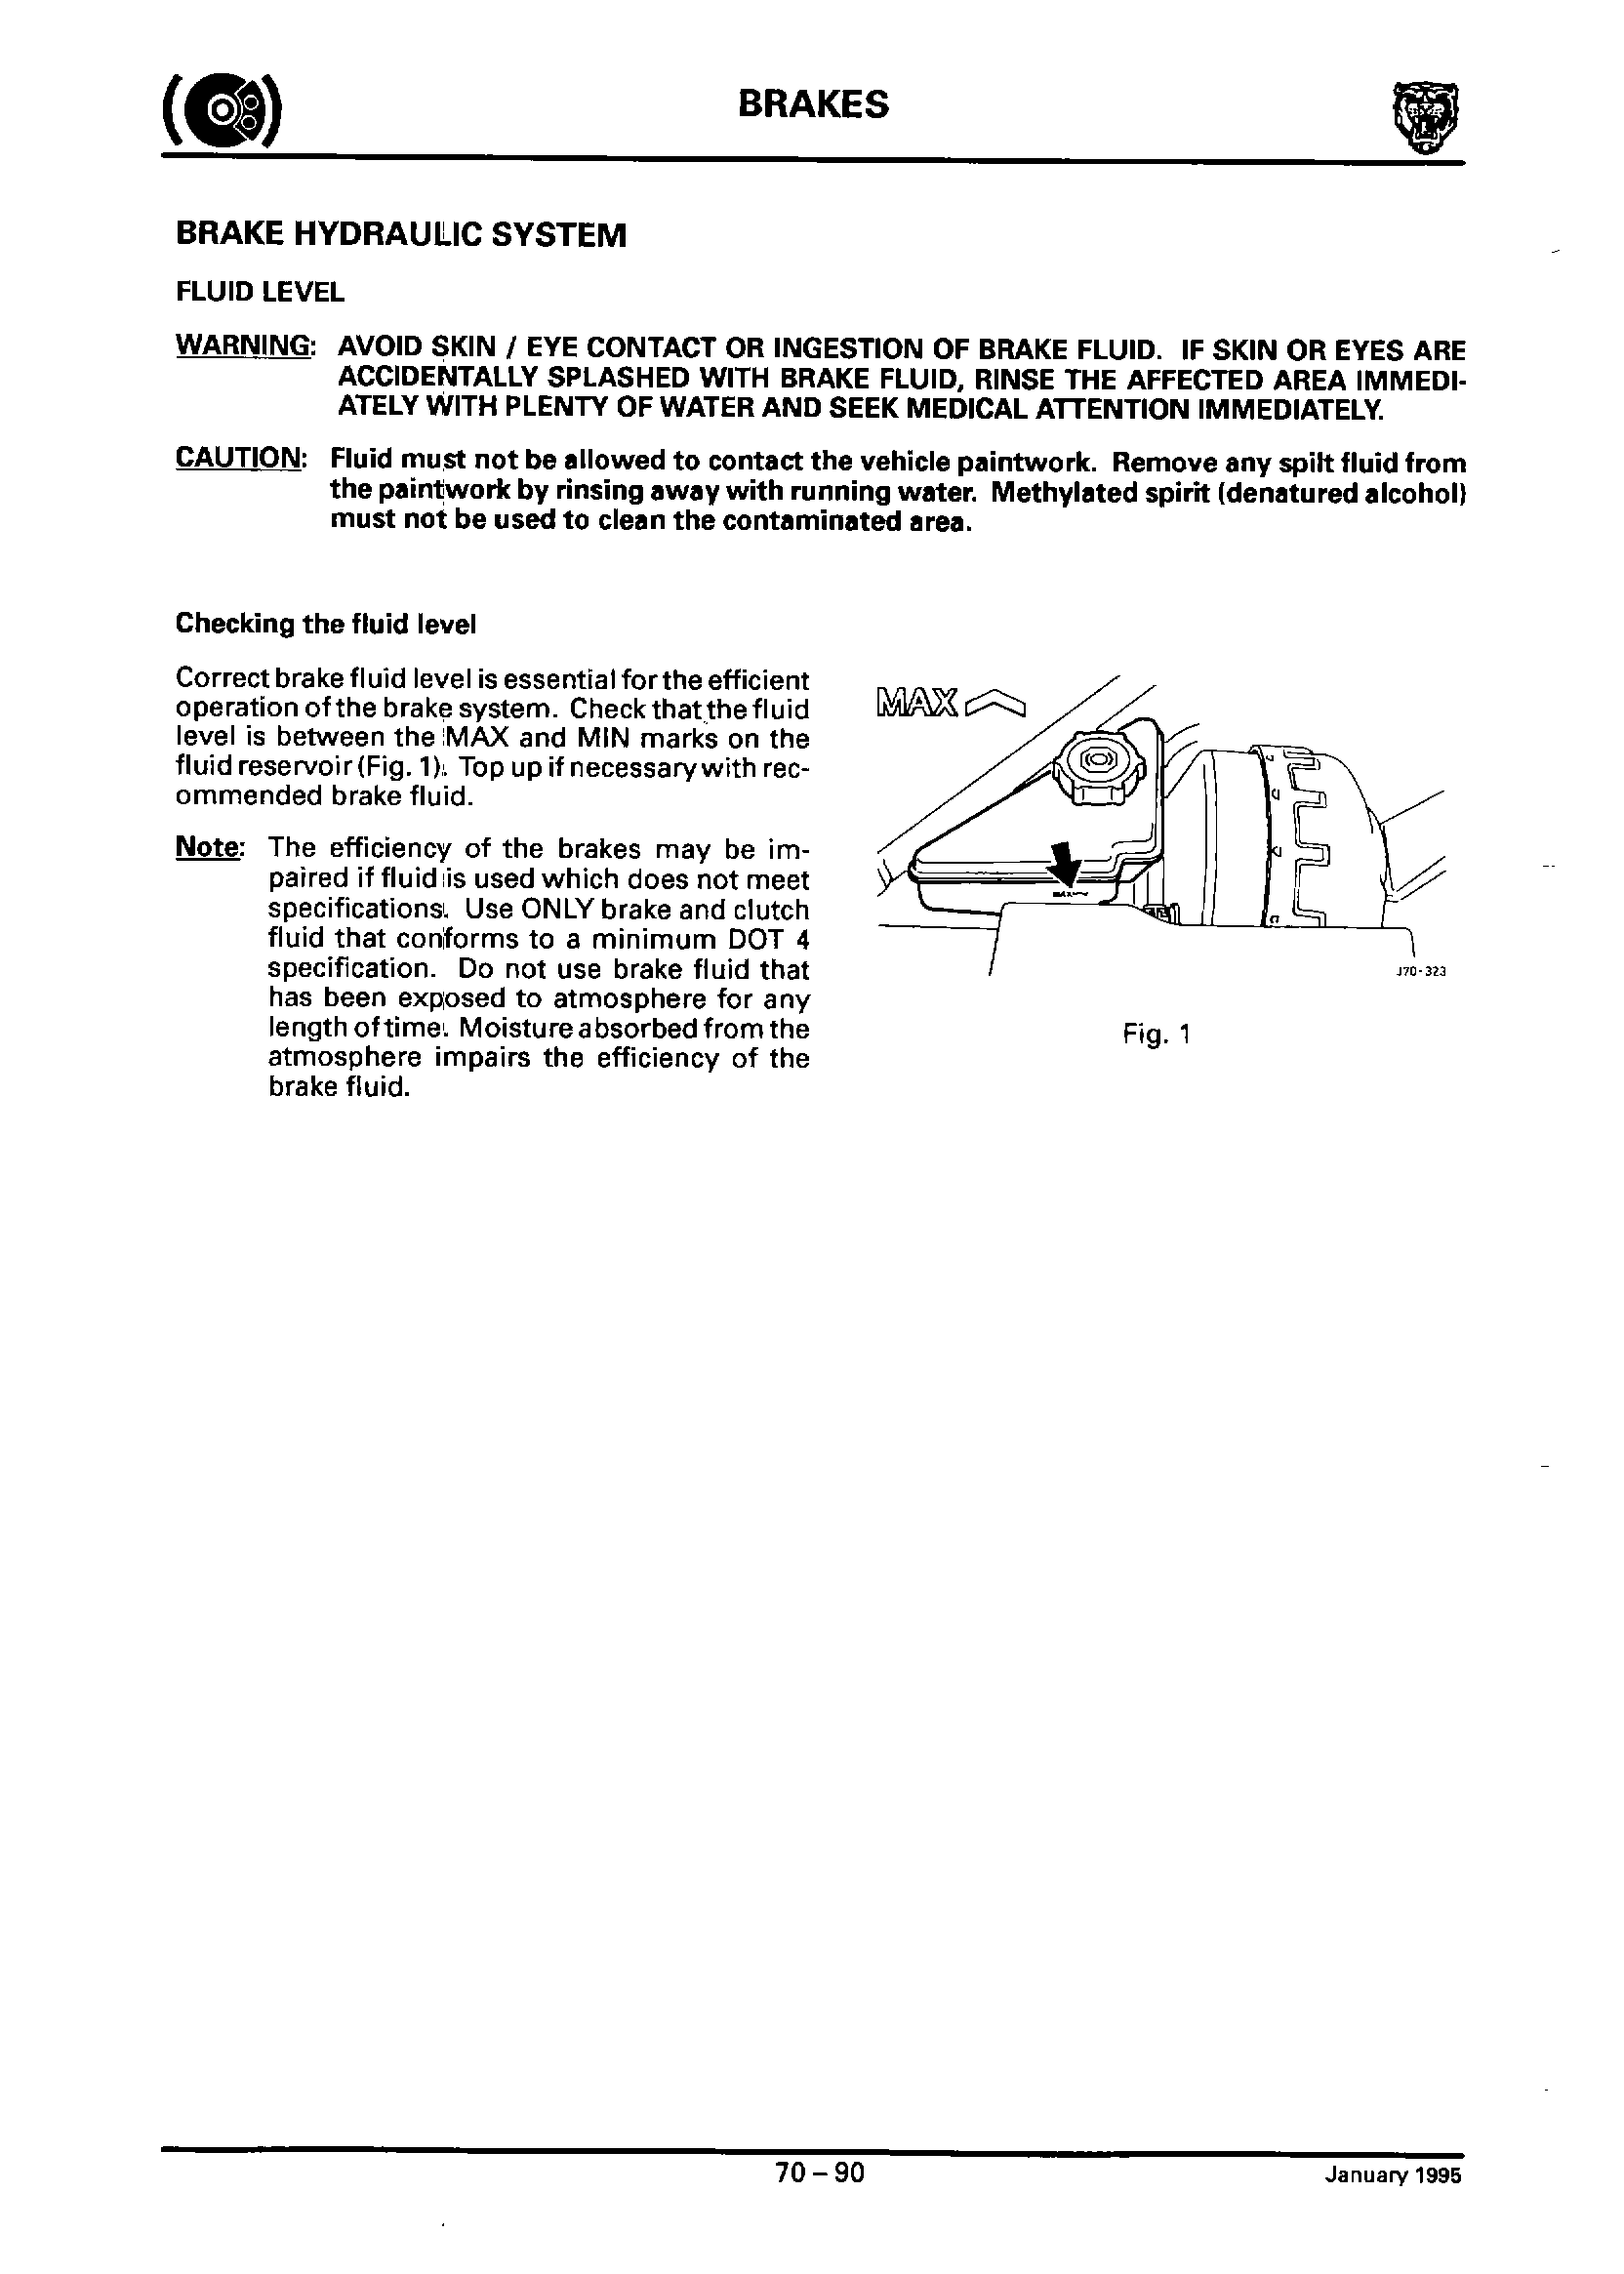 BRAKES
BRAKE HYDRAULIC SYSTEM
FLUID LEVEL
WARNING: AVOID SKIN / EYE CONTACT OR INGESTION OF BRAKE FLUID. IF SKIN OR EYES ARE
ACCIDENTALLY SPLASHED WITH BRAKE FLUID, RINSE THE AFFECTED AREA IMMEDI-
ATELY WITH PLENTY OF WATER AND SEEK MEDICAL ATTENTION IMMEDIATELY.
CAUTION: Fluid must not be allowed to contact the vehicle paintwork. Remove any spilt fluid from
the paintwork by rinsing away with running water. Methylated spirit (denatured alcohol)
must not be used to clean the contaminated area.
Checking the fluid level
Correct brake fluid level is essential for the efficient
operation of the brake system. Check that the fluid
level is between the MAX and MIN marks on the
fluid reservoir (Fig. 1). Top up if necessary with rec-
ommended brake fluid.
Note: The efficiency of the brakes may be im-
paired if fluid is used which does not meet
specifications. Use ONLY brake and clutch
fluid that conforms to a minimum DOT 4
specification. Do not use brake fluid that
has been exposed to atmosphere for any
length of time. Moisture absorbed from the
atmosphere impairs the efficiency of the
brake fluid.
MAX
MAX
J70-323
Fig. 1
70 – 90
January 1995